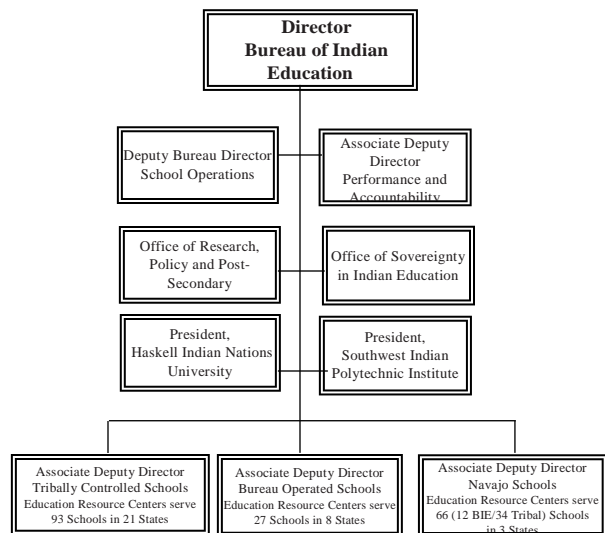 Director
Bureau of Indian
Education
Deputy Bureau Director
School Operations
Associate Deputy
Director
Performance and
Accountability
Office of Research,
Policy and Post-
Secondary
Office of Sovereignty
in Indian Education
President,
Haskell Indian Nations
University
President,
Southwest Indian
Polytechnic Institute
Associate Deputy Director
Tribally Controlled Schools
Education Resource Centers serve
93 Schools in 21 States
Associate Deputy Director
Bureau Operated Schools
Education Resource Centers serve
27 Schools in 8 States
Associate Deputy Director
Navajo Schools
Education Resource Centers serve
66 (12 BIE/34 Tribal) Schools
in 3 States